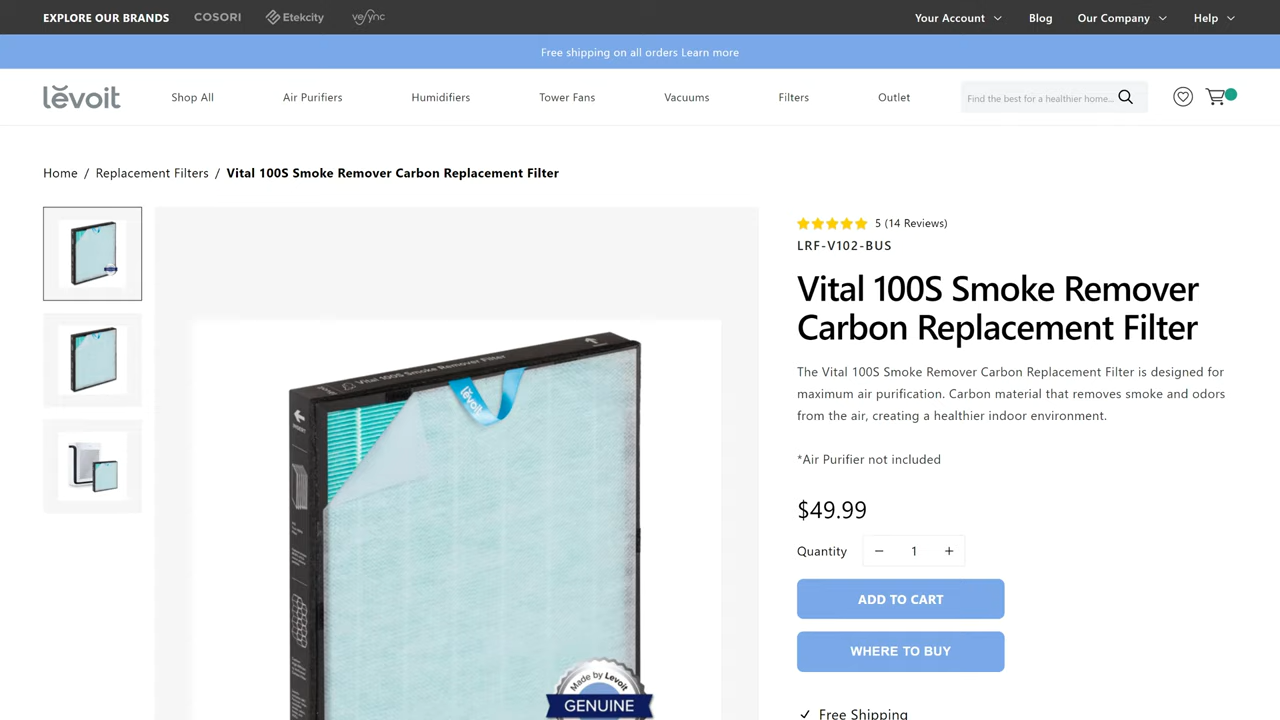 EXPLORE OUR BRANDS COSORI Etekcity vesync Your Account Blog Our Company Help
Free shipping on all orders Learn more
levoit Shop All Air Purifiers Humidifiers Tower Fans Vacuums Filters Outlet Find the best for a healthier home...
Home / Replacement Filters / Vital 100S Smoke Remover Carbon Replacement Filter
5 (14 Reviews)
LRF-V102-BUS
Vital 100S Smoke Remover
Carbon Replacement Filter
The Vital 100S Smoke Remover Carbon Replacement Filter is designed for
maximum air purification. Carbon material that removes smoke and odors
from the air, creating a healthier indoor environment.
*Air Purifier not included
$49.99
Quantity − 1 +
ADD TO CART
WHERE TO BUY
✓ Free Shipping
Vital 100S Smoke Remover Filter
levoit
INSERT
Made by Levoit
GENUINE